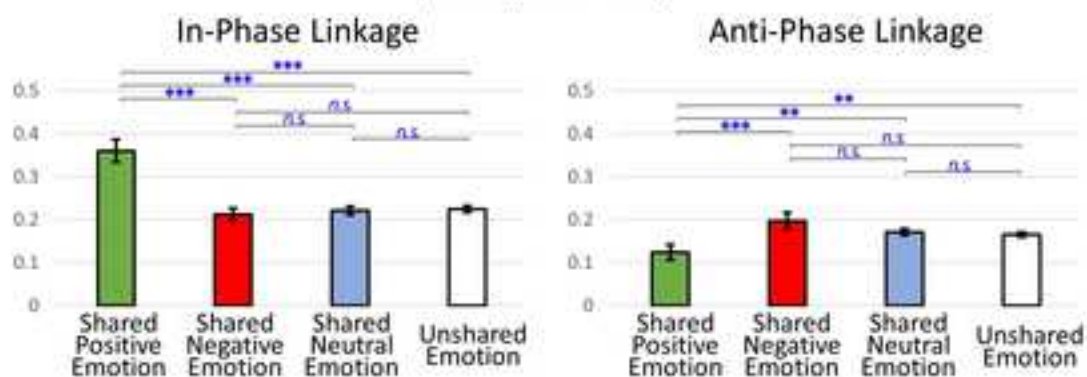 In-Phase Linkage
***
0.5
***
***
n.s.
n.s.
n.s.
0.4
0.3
0.2
0.1
0
Shared
Positive
Emotion
Shared
Negative
Emotion
Shared
Neutral
Emotion
Unshared
Emotion
Anti-Phase Linkage
0.5
**
**
***
n.s.
n.s.
n.s.
0.4
0.3
0.2
0.1
0
Shared
Positive
Emotion
Shared
Negative
Emotion
Shared
Neutral
Emotion
Unshared
Emotion